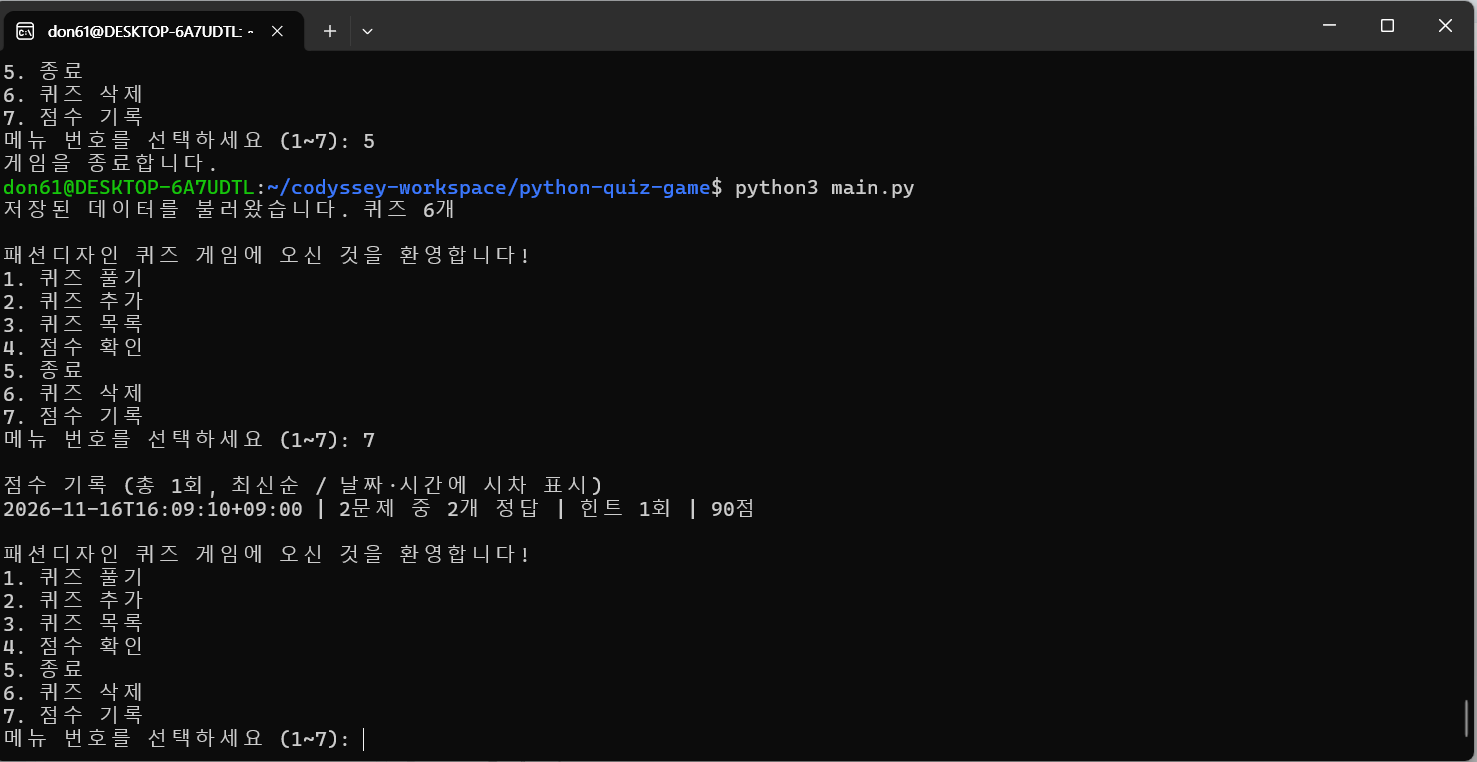 don61@DESKTOP-6A7UDTL: ~
5. 종료
6. 퀴즈 삭제
7. 점수 기록
메뉴 번호를 선택하세요 (1~7): 5
게임을 종료합니다.
don61@DESKTOP-6A7UDTL:~/codyssey-workspace/python-quiz-game$ python3 main.py
저장된 데이터를 불러왔습니다. 퀴즈 6개
패션디자인 퀴즈 게임에 오신 것을 환영합니다!
1. 퀴즈 풀기
2. 퀴즈 추가
3. 퀴즈 목록
4. 점수 확인
5. 종료
6. 퀴즈 삭제
7. 점수 기록
메뉴 번호를 선택하세요 (1~7): 7
점수 기록 (총 1회, 최신순 / 날짜·시간에 시차 표시)
2026-11-16T16:09:10+09:00 | 2문제 중 2개 정답 | 힌트 1회 | 90점
패션디자인 퀴즈 게임에 오신 것을 환영합니다!
1. 퀴즈 풀기
2. 퀴즈 추가
3. 퀴즈 목록
4. 점수 확인
5. 종료
6. 퀴즈 삭제
7. 점수 기록
메뉴 번호를 선택하세요 (1~7):